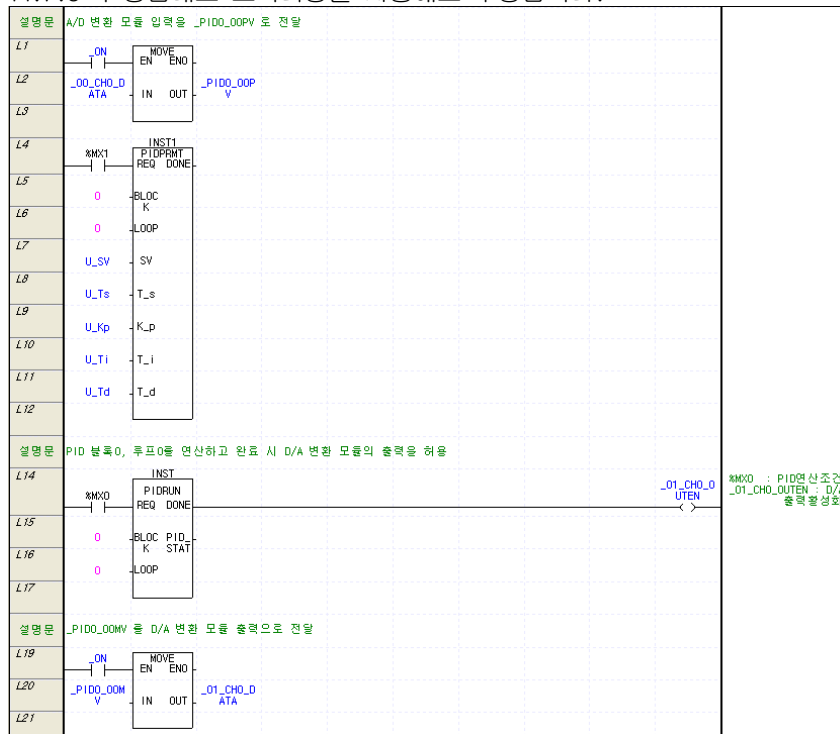 설명문 A/D 변환 모듈 입력을 _PID0_00PV 로 전달
L1 _ON MOVE
EN ENO
L2 _00_CH0_D
ATA IN OUT _PID0_00P
V
L3
L4 %MX1 INST1
PIDPRMT
REQ DONE
L5 0 BLOC
K
L6 0 LOOP
L7 U_SV SV
L8 U_Ts T_s
L9 U_Kp K_p
L10 U_Ti T_i
L11 U_Td T_d
L12
설명문 PID 블록0, 루프0을 연산하고 완료 시 D/A 변환 모듈의 출력을 허용
L14 %MX0 INST
PIDRUN
REQ DONE _01_CH0_0
UTEN
%MX0 : PID연산조건
_01_CH0_OUTEN : D/A
출력활성화
L15 0 BLOC PID_
K STAT
L16 0 LOOP
L17
설명문 _PID0_00MV 을 D/A 변환 모듈 출력으로 전달
L19 _ON MOVE
EN ENO
L20 _PID0_00M
V IN OUT _01_CH0_D
ATA
L21